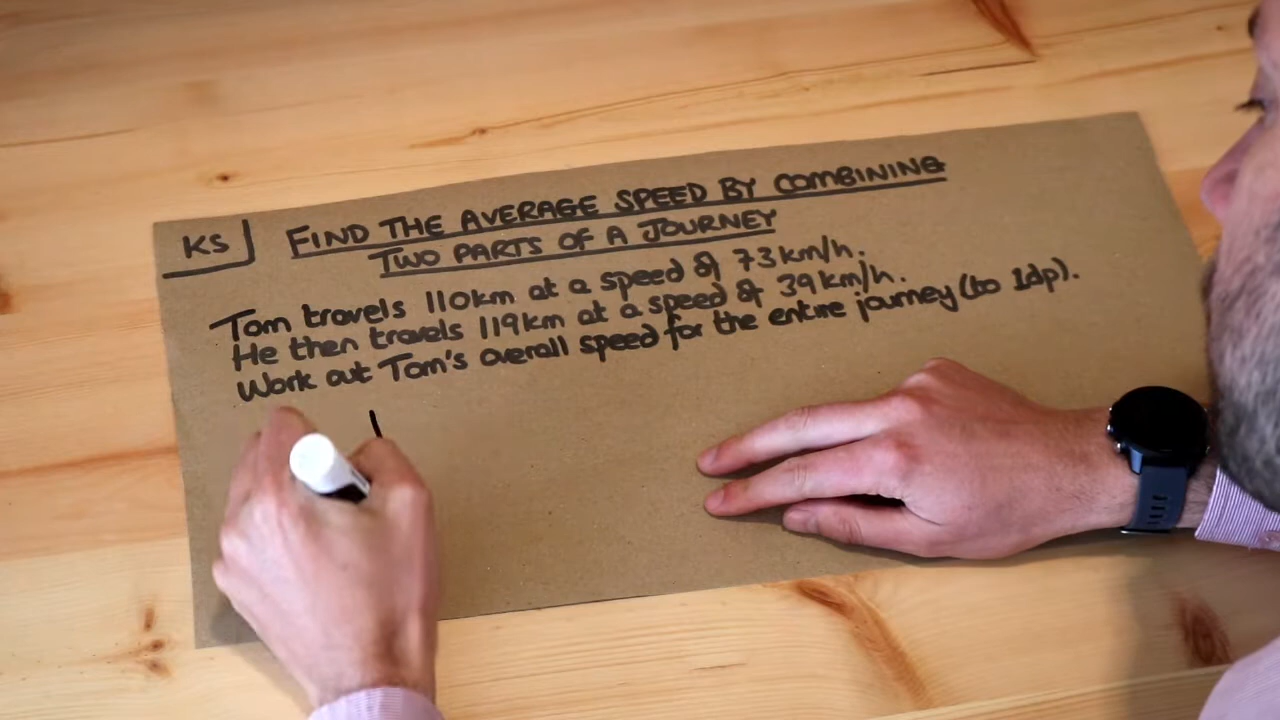 KS
FIND THE AVERAGE SPEED BY COMBINING
TWO PARTS OF A JOURNEY
Tom travels 110km at a speed of 73km/h.
He then travels 119km at a speed of 39km/h.
Work out Tom's overall speed for the entire journey (to 1dp).